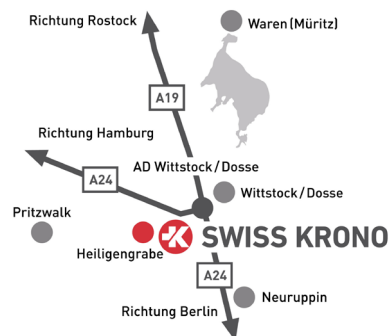 Richtung Rostock
Waren (Müritz)
A19
Richtung Hamburg
AD Wittstock / Dosse
A24
Wittstock / Dosse
Pritzwalk
SWISS KRONO
Heiligengrabe
A24
Neuruppin
Richtung Berlin